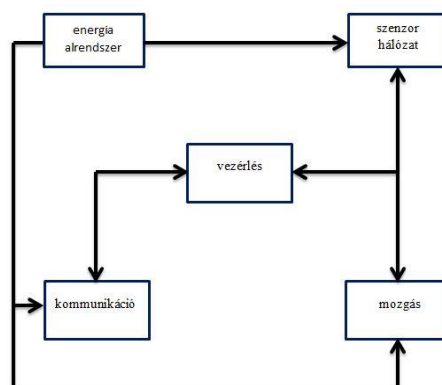 energia
alrendszer
szenzor
hálózat
vezérlés
kommunikáció
mozgás